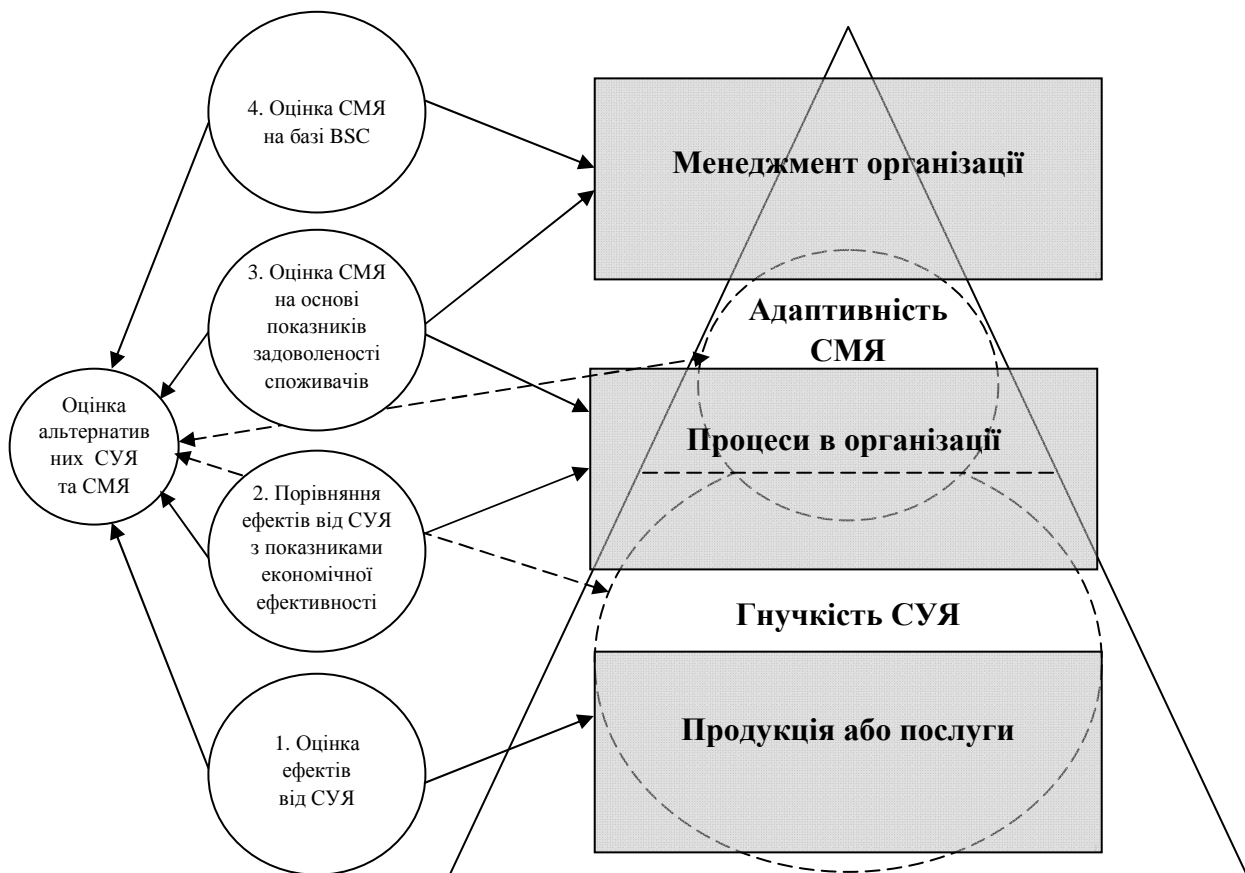 4. Оцінка СМЯ
на базі BSC
Менеджмент організації
3. Оцінка СМЯ
на основі
показників
задоволеності
споживачів
Адаптивність
СМЯ
Оцінка
альтернатив
них СУЯ
та СМЯ
Процеси в організації
2. Порівняння
ефектів від СУЯ
з показниками
економічної
ефективності
Гнучкість СУЯ
1. Оцінка
ефектів
від СУЯ
Продукція або послуги